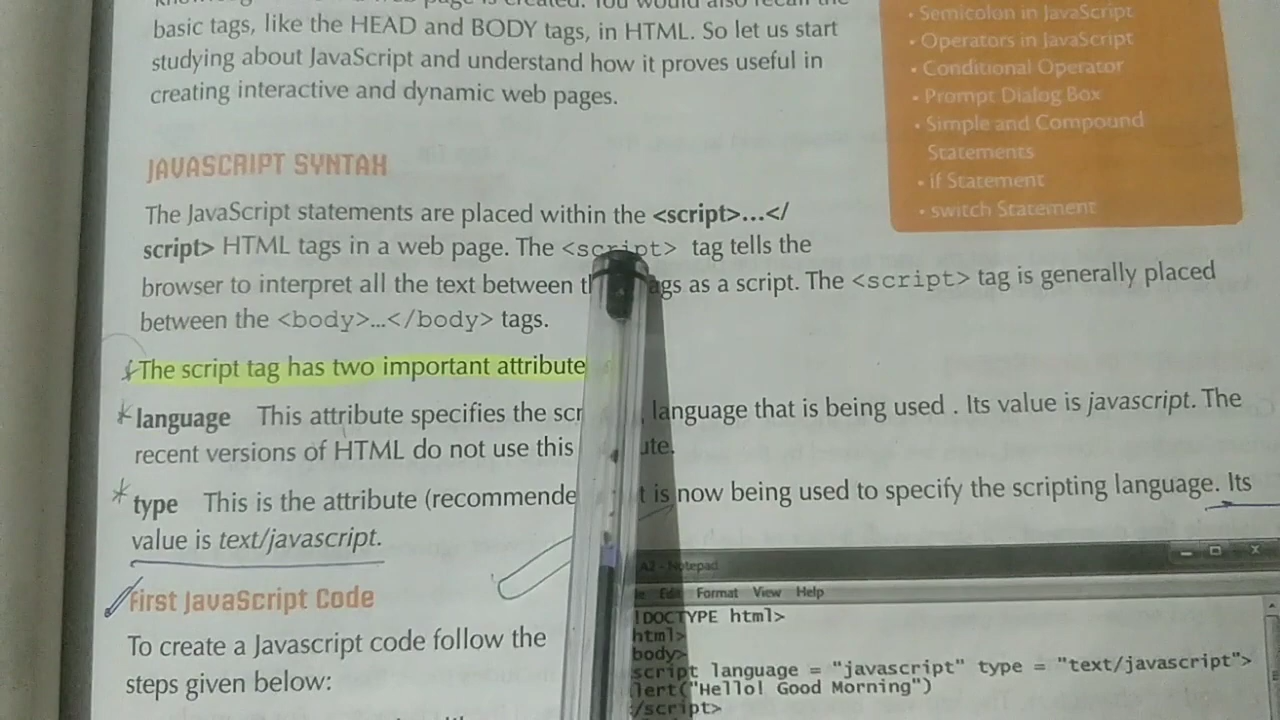 basic tags, like the HEAD and BODY tags, in HTML. So let us start
studying about JavaScript and understand how it proves useful in
creating interactive and dynamic web pages.
• Semicolon in JavaScript
• Operators in JavaScript
• Conditional Operator
• Prompt Dialog Box
• Simple and Compound
Statements
• if Statement
• switch Statement
JAVASCRIPT SYNTAX
The JavaScript statements are placed within the <script>...</
script> HTML tags in a web page. The <script> tag tells the
browser to interpret all the text between ags as a script. The <script> tag is generally placed
between the <body>...</body> tags.
The script tag has two important attribute
language This attribute specifies the scr language that is being used . Its value is javascript. The
recent versions of HTML do not use this ute.
type This is the attribute (recommende t is now being used to specify the scripting language. Its
value is text/javascript.
First JavaScript Code
To create a Javascript code follow the
steps given below:
A2 - Notepad
Edit Format View Help
!DOCTYPE html>
html>
body>
script language = "javascript" type = "text/javascript">
lert("Hello! Good Morning")
/script>